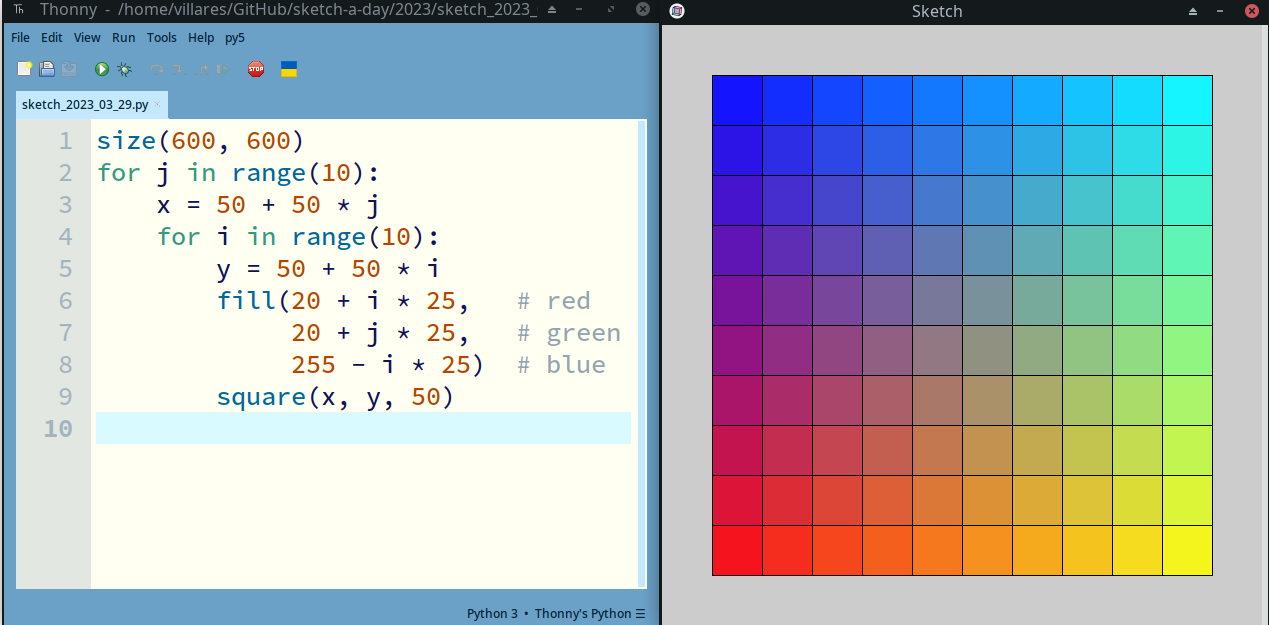 Th Thonny - /home/villares/GitHub/sketch-a-day/2023/sketch_2023_
File Edit View Run Tools Help py5
STOP
sketch_2023_03_29.py
1 size(600, 600)
2 for j in range(10):
3     x = 50 + 50 * j
4     for i in range(10):
5         y = 50 + 50 * i
6         fill(20 + i * 25,   # red
7              20 + j * 25,   # green
8              255 - i * 25)  # blue
9         square(x, y, 50)
10
Python 3 • Thonny's Python ☰
Sketch